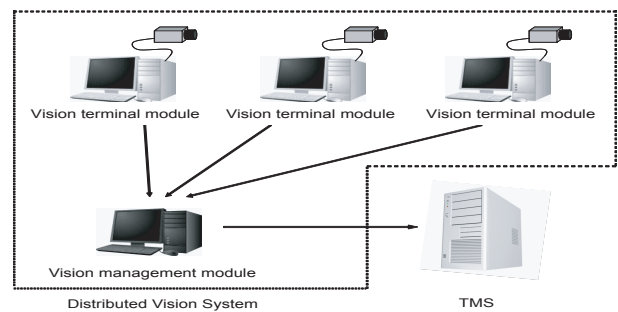 Vision terminal module
Vision terminal module
Vision terminal module
Vision management module
Distributed Vision System
TMS